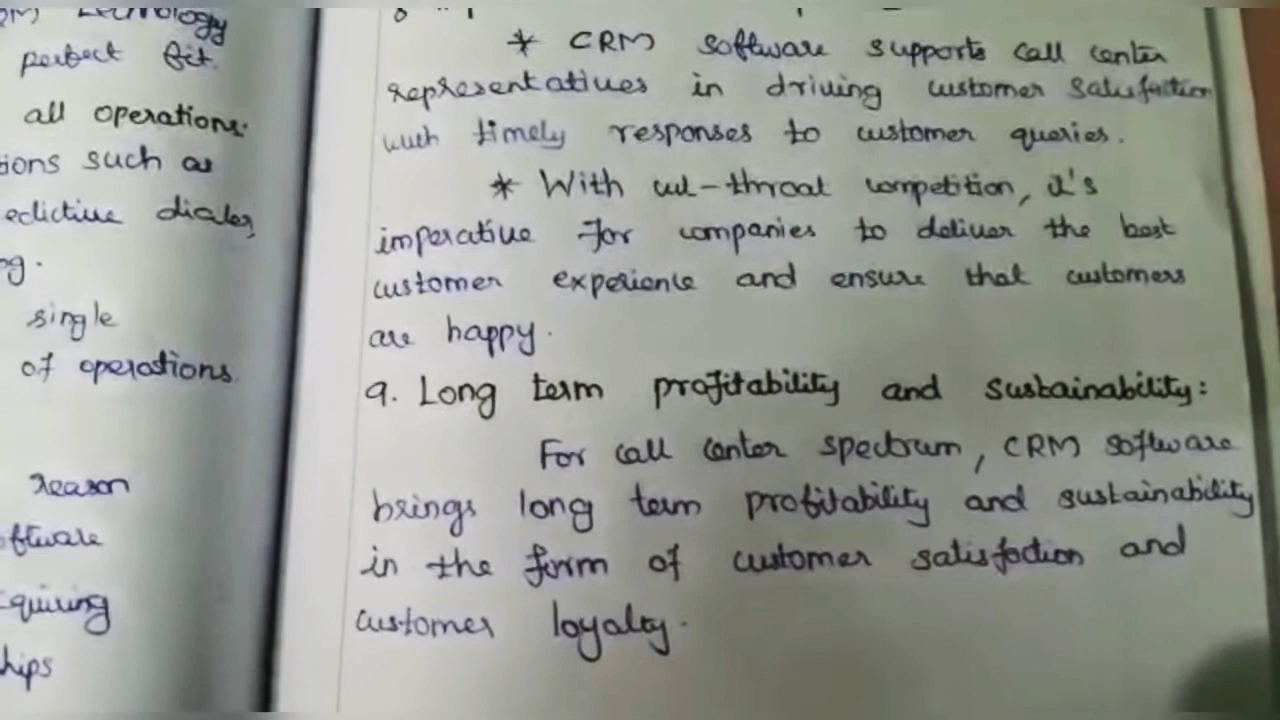 Technology
perfect fit.
all operations.
ions such as
edictive dialer,
ng.
single
of operations.
reason
oftware
quiring
hips
* CRM software supports call center
representatives in driving customer satisfaction
with timely responses to customer queries.
* With cut-throat competition, it's
imperative for companies to deliver the best
customer experience and ensure that customers
are happy.
9. Long term profitability and sustainability:
For call center spectrum, CRM software
brings long term profitability and sustainability
in the form of customer satisfaction and
customer loyalty.